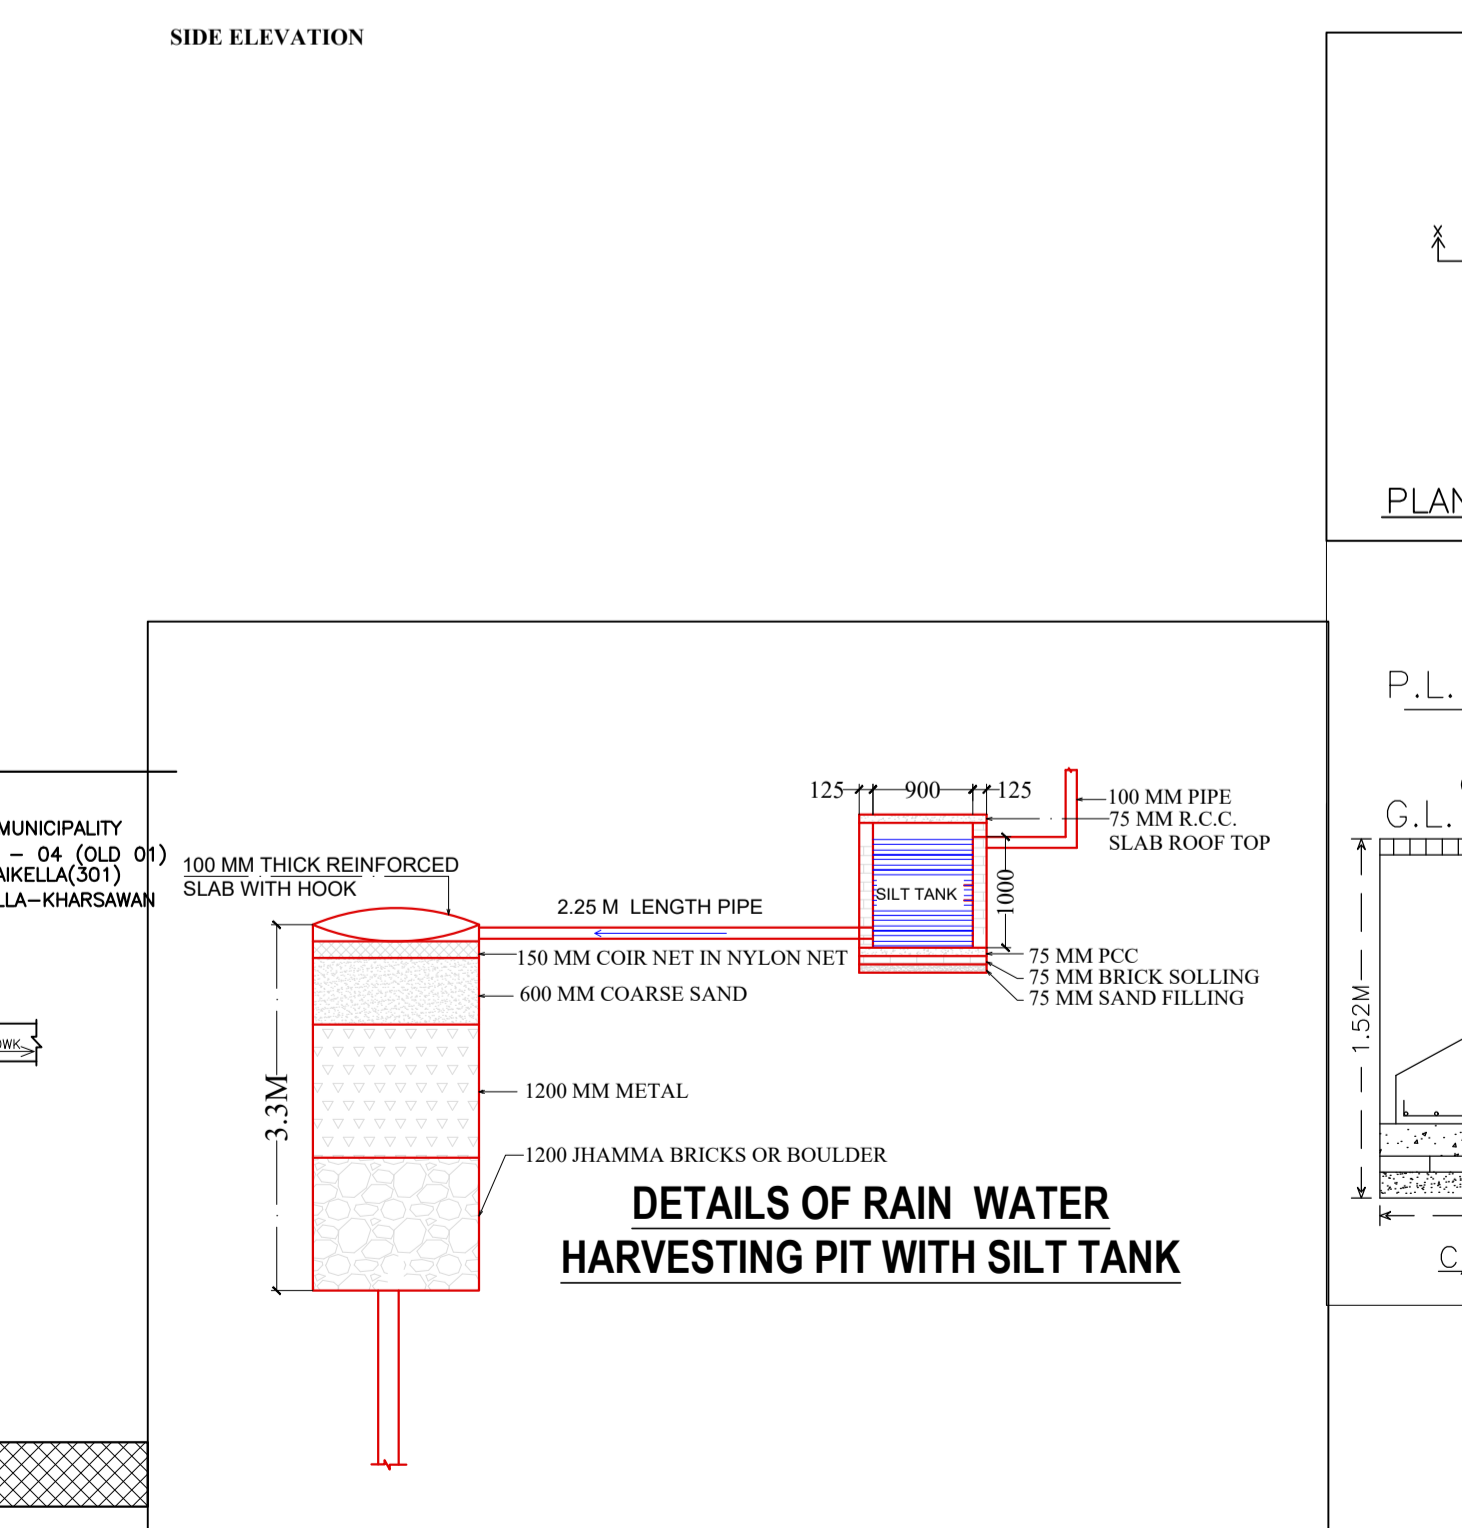 SIDE ELEVATION
X
PLAN
P.L.
G.L.
1.52M
MUNICIPALITY
- 04 (OLD 01)
AIKELLA(301)
LLA-KHARSAWAN
100 MM THICK REINFORCED
SLAB WITH HOOK
125 900 125
100 MM PIPE
75 MM R.C.C.
SLAB ROOF TOP
SILT TANK
1000
2.25 M LENGTH PIPE
150 MM COIR NET IN NYLON NET
75 MM PCC
75 MM BRICK SOLLING
75 MM SAND FILLING
600 MM COARSE SAND
3.3M
1200 MM METAL
1200 JHAMMA BRICKS OR BOULDER
DETAILS OF RAIN WATER
HARVESTING PIT WITH SILT TANK